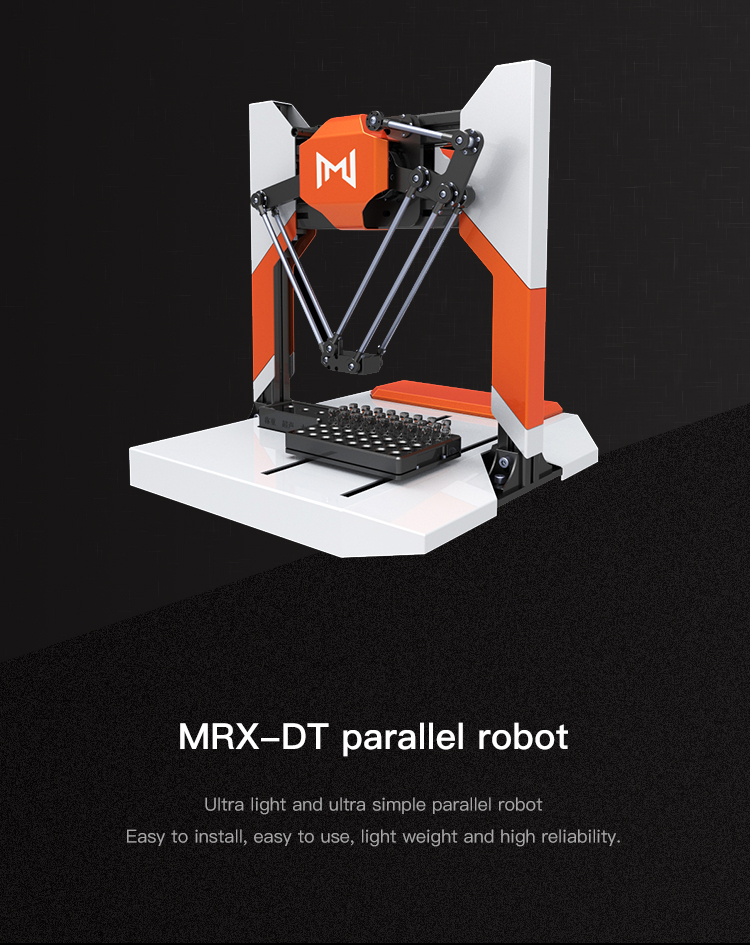 M
MRX-DT parallel robot
Ultra light and ultra simple parallel robot
Easy to install, easy to use, light weight and high reliability.